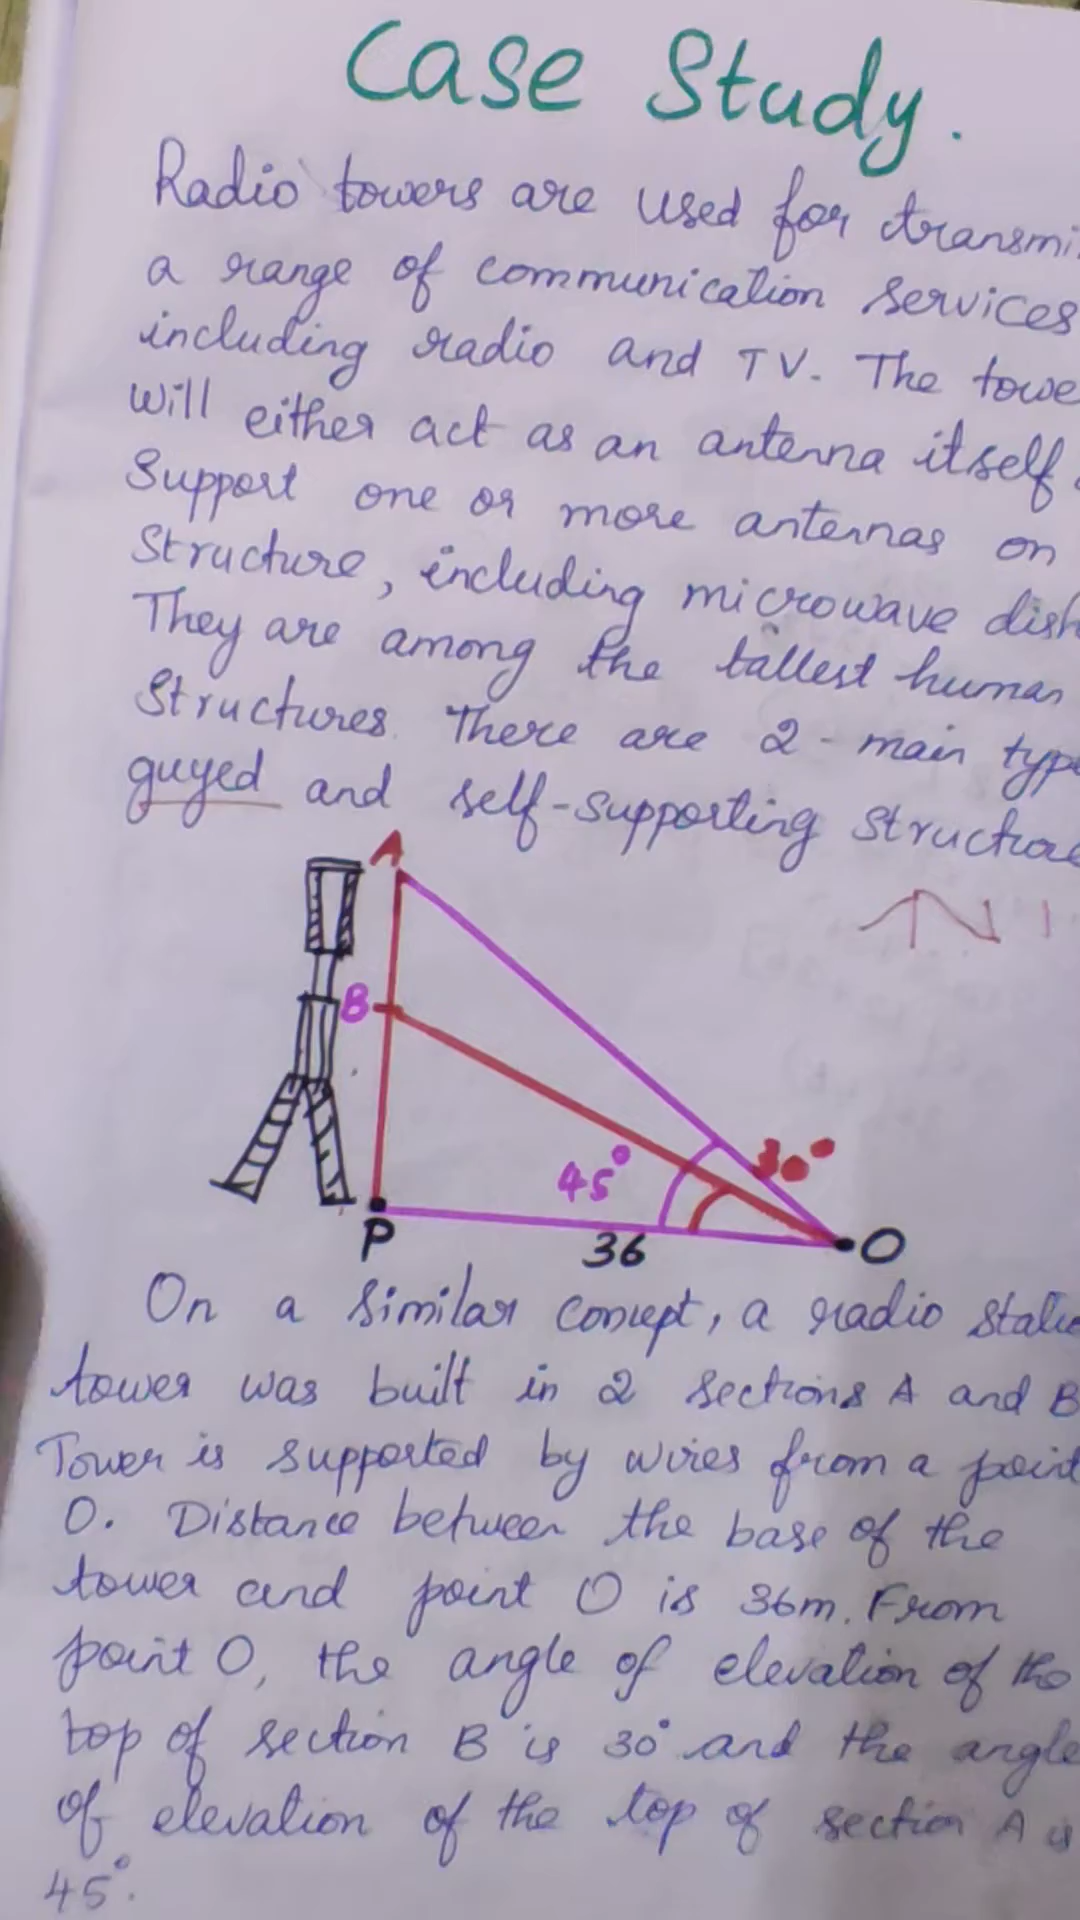 Case Study.
Radio towers are used for transmi
a range of communication services
including radio and TV. The towe
will either act as an antenna itself
Support one or more antennas on
Structure, including microwave dish
They are among the tallest human
Structures. There are 2 - main type
guyed and self-supporting structure
A
B
45° 30°
P 36 O
On a similar concept, a radio static
tower was built in 2 sections A and B
Tower is supported by wires from a point
O. Distance between the base of the
tower and point O is 36m. From
point O, the angle of elevation of the
top of section B is 30° and the angle
of elevation of the top of section A is
45°.